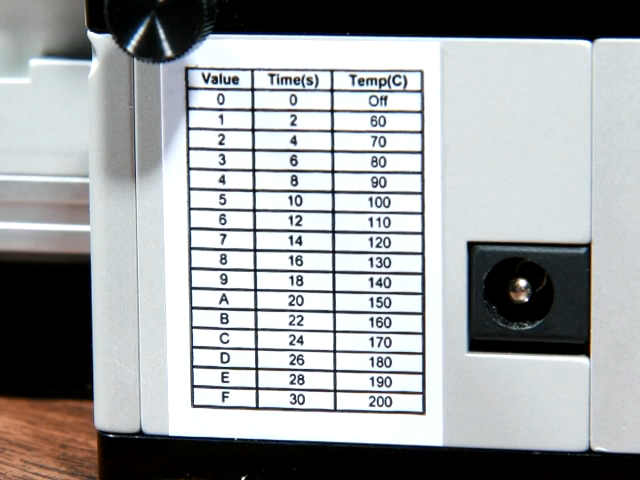 Value Time(s) Temp(C)
0 0 Off
1 2 60
2 4 70
3 6 80
4 8 90
5 10 100
6 12 110
7 14 120
8 16 130
9 18 140
A 20 150
B 22 160
C 24 170
D 26 180
E 28 190
F 30 200